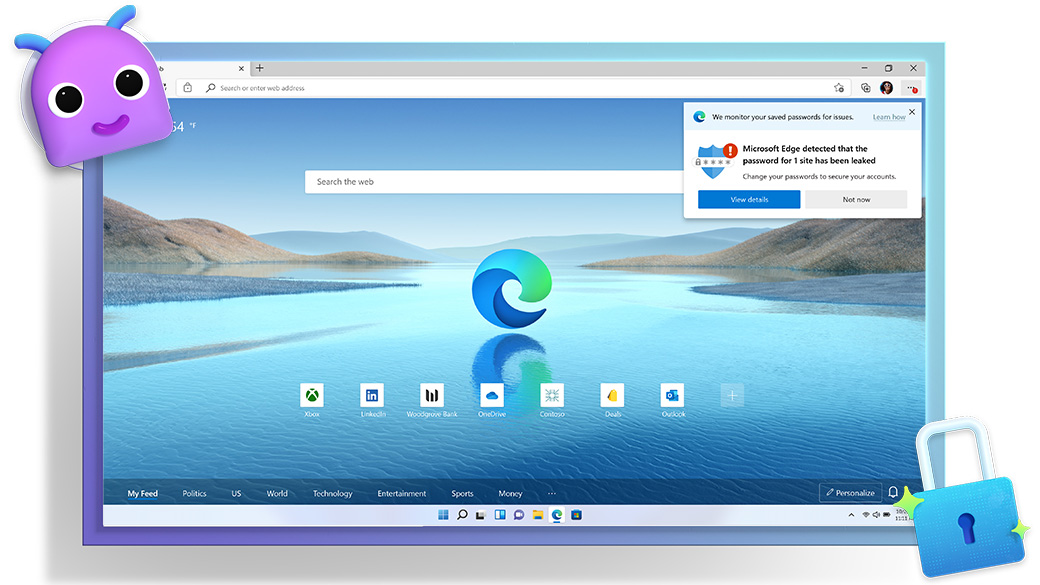 Search or enter web address
We monitor your saved passwords for issues.
Learn how
54 °F
Microsoft Edge detected that the
password for 1 site has been leaked
Change your passwords to secure your accounts.
View details
Not now
Search the web
Xbox
LinkedIn
Woodgrove Bank
OneDrive
Contoso
Deals
Outlook
My Feed
Politics
US
World
Technology
Entertainment
Sports
Money
Personalize